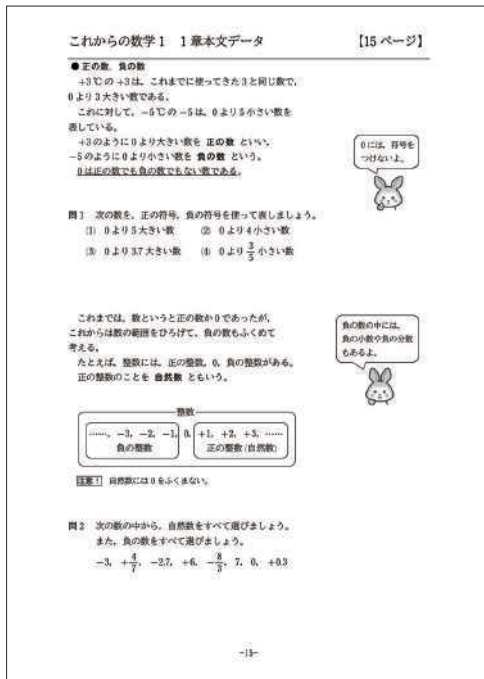 これからの数学1　1章本文データ　【15ページ】
●正の数，負の数
+3℃の+3は，これまでに使ってきた3と同じ数で，
0より3大きい数である。
これに対して，−5℃の−5は，0より5小さい数を
表している。
+3のように0より大きい数を 正の数 といい，
−5のように0より小さい数を 負の数 という。
0は正の数でも負の数でもない数である。
0には，符号を
つけないよ。
問1　次の数を，正の符号，負の符号を使って表しましょう。
(1)　0より5大きい数　(2)　0より4小さい数
(3)　0より3.7大きい数　(4)　0より3/5小さい数
これまでは，数というと正の数か0であったが，
これからは数の範囲をひろげて，負の数もふくめて
考える。
たとえば，整数には，正の整数，0，負の整数がある。
正の整数のことを 自然数 ともいう。
負の数の中には，
負の小数や負の分数
もあるよ。
整数
……，−3，−2，−1，0，+1，+2，+3，……
負の整数　正の整数(自然数)
注意！　自然数には0をふくまない。
問2　次の数の中から，自然数をすべて選びましょう。
また，負の数をすべて選びましょう。
−3，+4/7，−2.7，+6，−8/3，7，0，+0.3
−15−